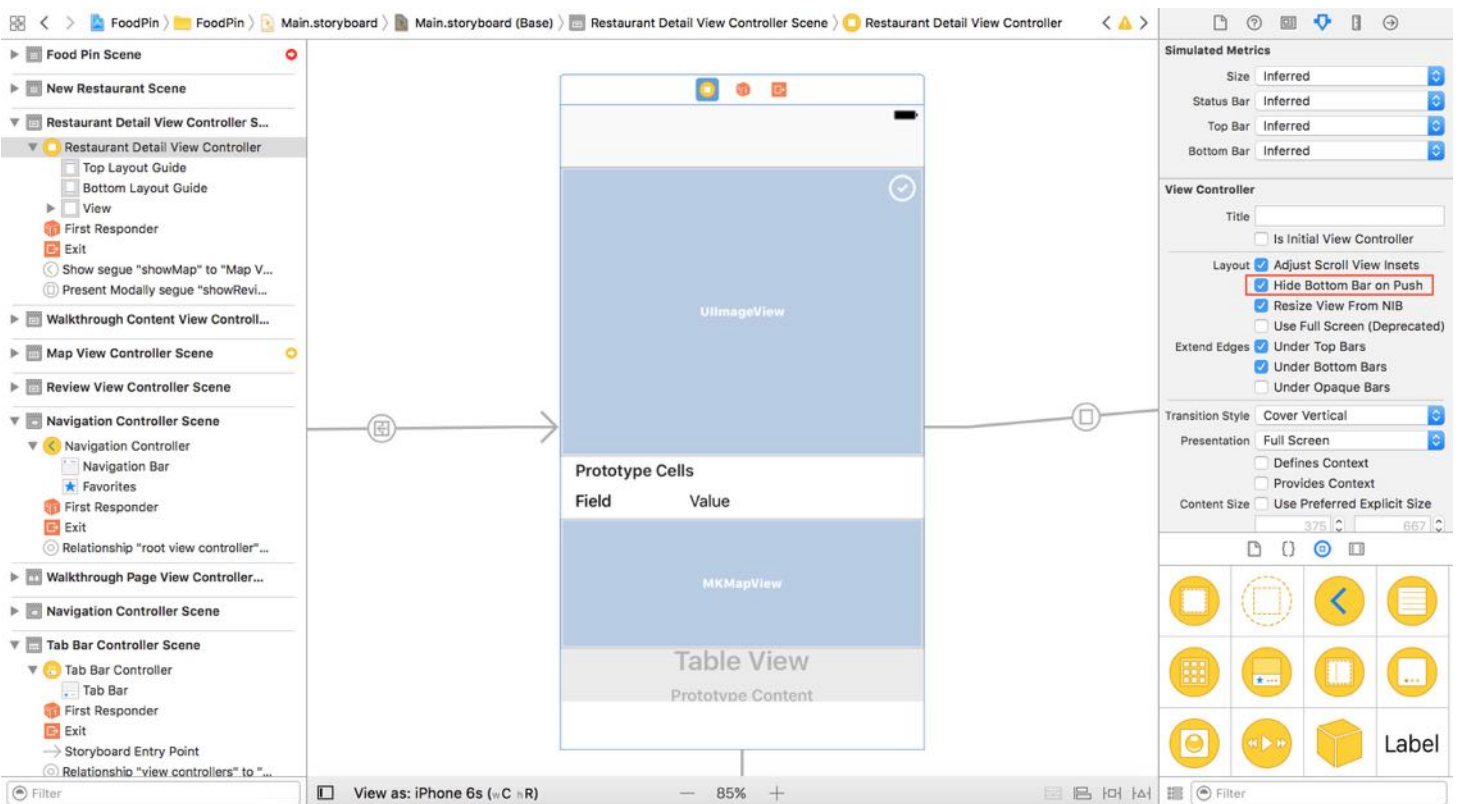 FoodPin
FoodPin
Main.storyboard
Main.storyboard (Base)
Restaurant Detail View Controller Scene
Restaurant Detail View Controller
Food Pin Scene
New Restaurant Scene
Restaurant Detail View Controller S...
Restaurant Detail View Controller
Top Layout Guide
Bottom Layout Guide
View
First Responder
Exit
Show segue "showMap" to "Map V...
Present Modally segue "showRevi...
Walkthrough Content View Controll...
Map View Controller Scene
Review View Controller Scene
Navigation Controller Scene
Navigation Controller
Navigation Bar
Favorites
First Responder
Exit
Relationship "root view controller"...
Walkthrough Page View Controller...
Navigation Controller Scene
Tab Bar Controller Scene
Tab Bar Controller
Tab Bar
First Responder
Exit
Storyboard Entry Point
Relationship "view controllers" to "...
Filter
UIImageView
Prototype Cells
Field Value
MKMapView
Table View
Prototype Content
View as: iPhone 6s (wC hR)
85%
Simulated Metrics
Size Inferred
Status Bar Inferred
Top Bar Inferred
Bottom Bar Inferred
View Controller
Title
Is Initial View Controller
Layout Adjust Scroll View Insets
Hide Bottom Bar on Push
Resize View From NIB
Use Full Screen (Deprecated)
Extend Edges Under Top Bars
Under Bottom Bars
Under Opaque Bars
Transition Style Cover Vertical
Presentation Full Screen
Defines Context
Provides Context
Content Size Use Preferred Explicit Size
375 667
Label
Filter